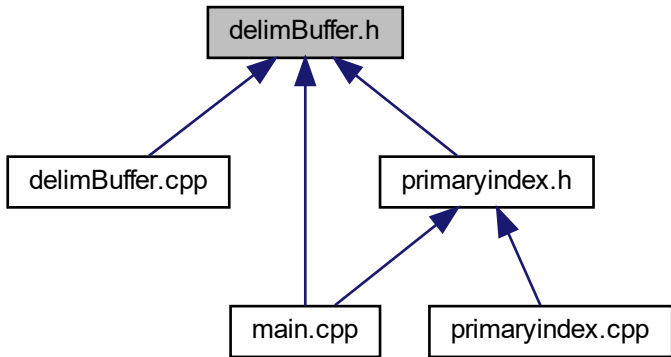 delimBuffer.h
delimBuffer.cpp
primaryindex.h
main.cpp
primaryindex.cpp